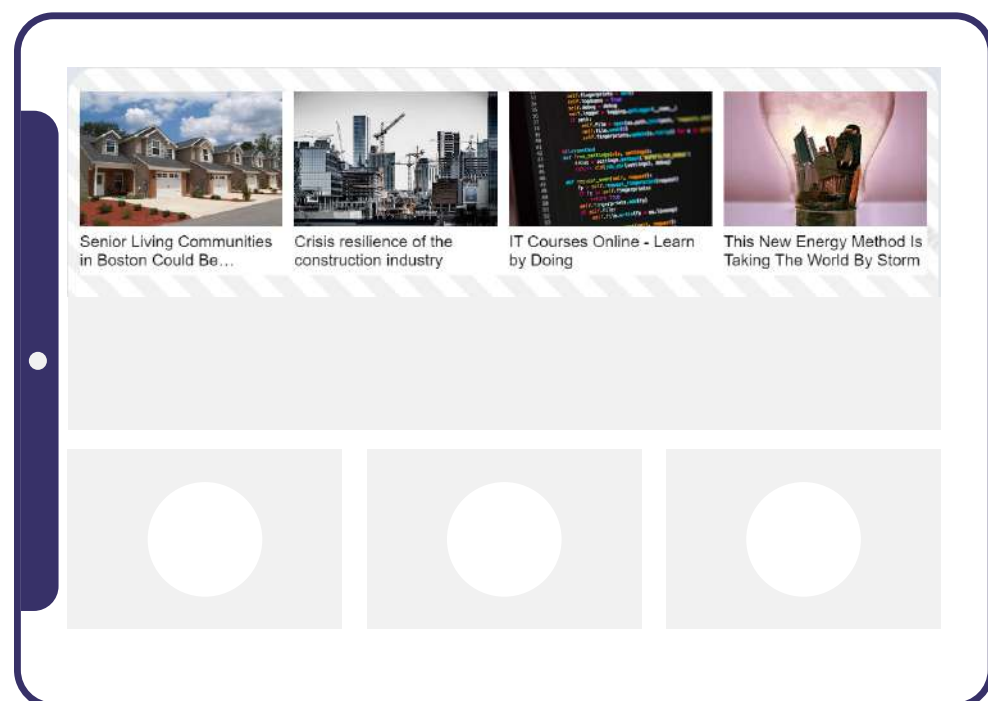 Senior Living Communities
in Boston Could Be...
Crisis resilience of the
construction industry
IT Courses Online - Learn
by Doing
This New Energy Method Is
Taking The World By Storm